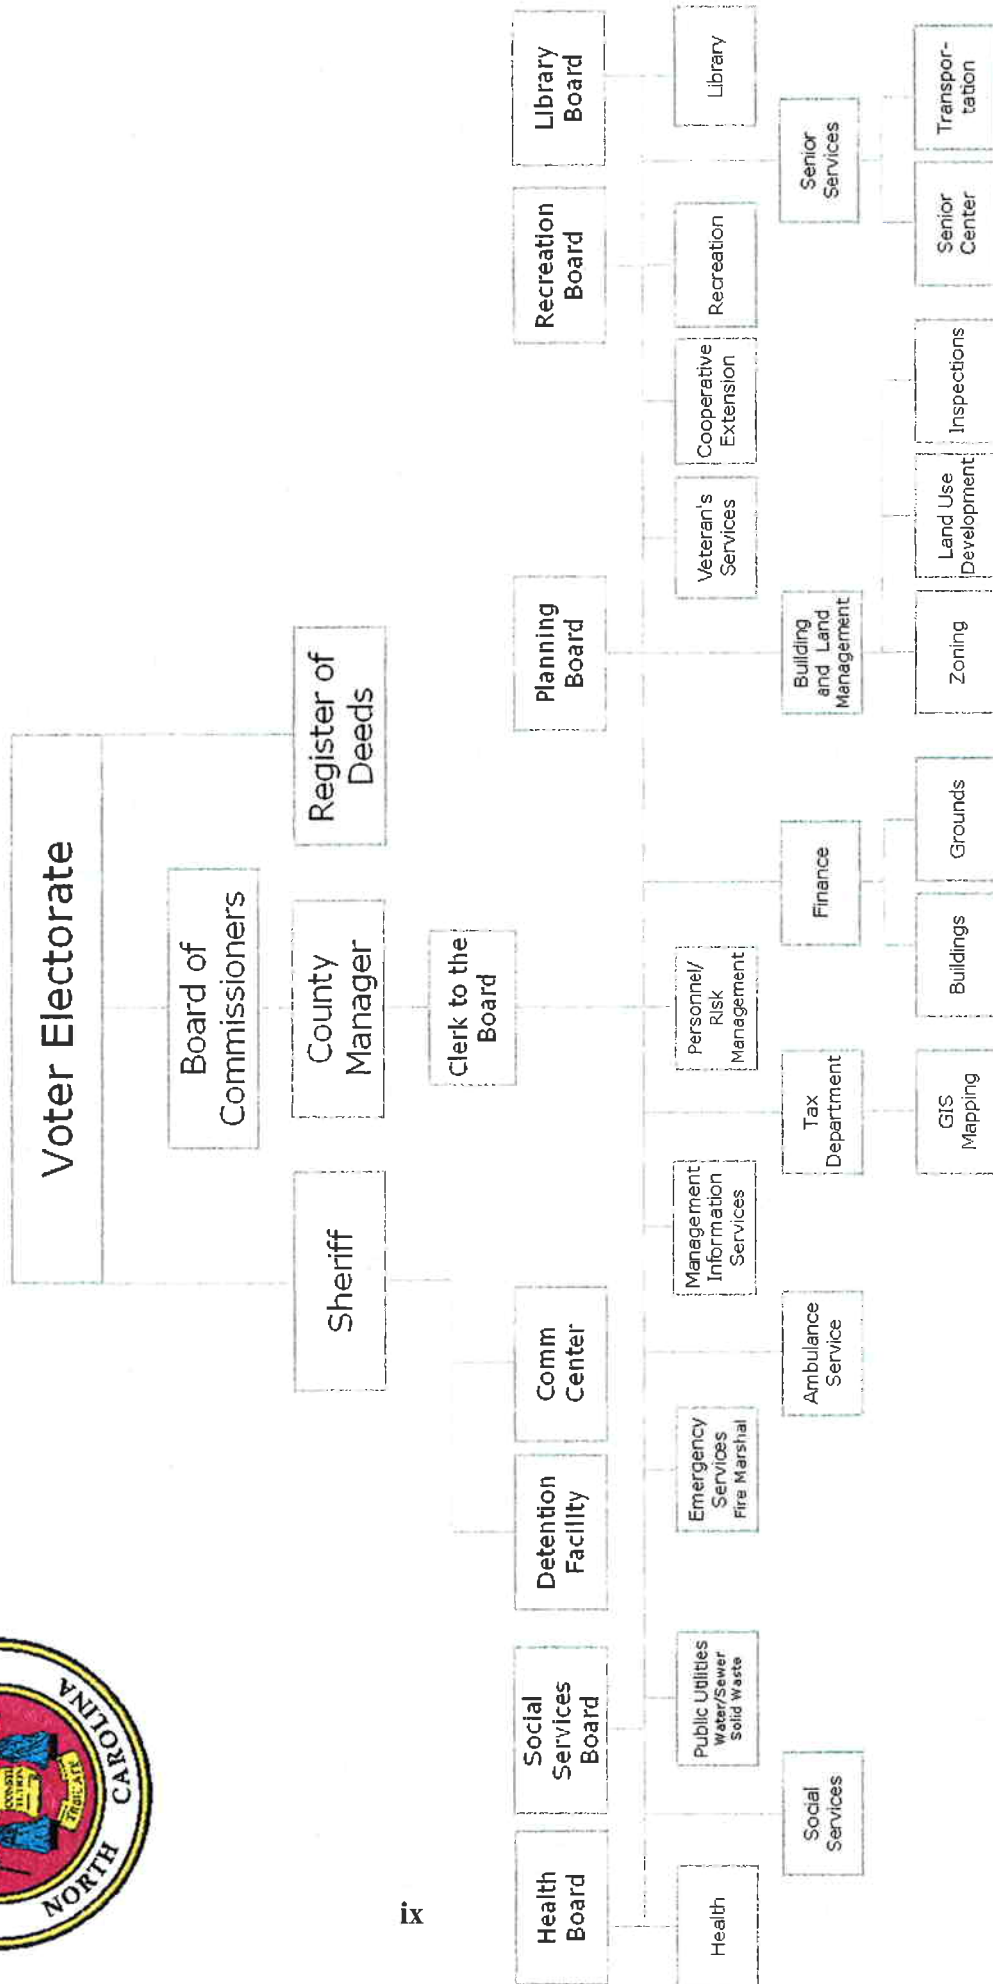 Voter Electorate
Board of
Commissioners
Sheriff
County
Manager
Register of
Deeds
Clerk to the
Board
Health
Board
Social
Services
Board
Detention
Facility
Comm
Center
Planning
Board
Recreation
Board
Library
Board
Health
Public Utilities
Water/Sewer
Solid Waste
Emergency
Services
Fire Marshal
Management
Information
Services
Personnel/
Risk
Management
Veteran's
Services
Cooperative
Extension
Recreation
Library
Social
Services
Ambulance
Service
Tax
Department
Finance
Building
and Land
Management
Senior
Services
GIS
Mapping
Buildings
Grounds
Zoning
Land Use
Development
Inspections
Senior
Center
Transpor-
tation
NORTH CAROLINA
ix